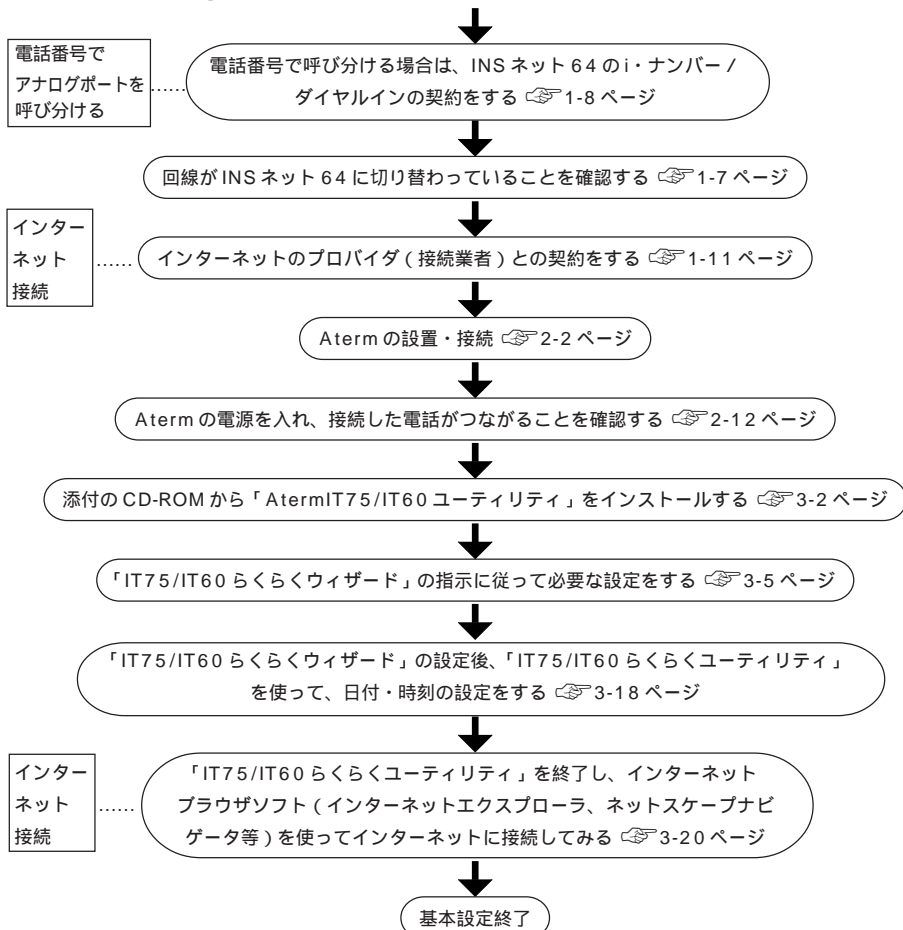 電話番号で
アナログポートを
呼び分ける
……
電話番号で呼び分ける場合は、INSネット64のi・ナンバー/
ダイヤルインの契約をする ☞1-8ページ
回線がINSネット64に切り替わっていることを確認する ☞1-7ページ
インター
ネット
接続
……
インターネットのプロバイダ(接続業者)との契約をする ☞1-11ページ
Atermの設置・接続 ☞2-2ページ
Atermの電源を入れ、接続した電話がつながることを確認する ☞2-12ページ
添付のCD-ROMから「AtermIT75/IT60ユーティリティ」をインストールする ☞3-2ページ
「IT75/IT60らくらくウィザード」の指示に従って必要な設定をする ☞3-5ページ
「IT75/IT60らくらくウィザード」の設定後、「IT75/IT60らくらくユーティリティ」
を使って、日付・時刻の設定をする ☞3-18ページ
インター
ネット
接続
……
「IT75/IT60らくらくユーティリティ」を終了し、インターネット
ブラウザソフト(インターネットエクスプローラ、ネットスケープナビ
ゲータ等)を使ってインターネットに接続してみる ☞3-20ページ
基本設定終了